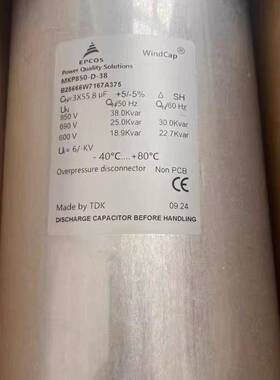 EPCOS
WindCap®
Power Quality Solutions
MKP850-D-38
B25666W7167A375
CN=3X55.8 µF +5/-5% Δ SH
U QN/50 Hz QN/60 Hz
850 V 38.0Kvar
690 V 25.0Kvar 30.0Kvar
600 V 18.9Kvar 22.7Kvar
Ui = 6/- KV
- 40°C....+80°C
Overpressure disconnector Non PCB
CE
Made by TDK 09.24
DISCHARGE CAPACITOR BEFORE HANDLING